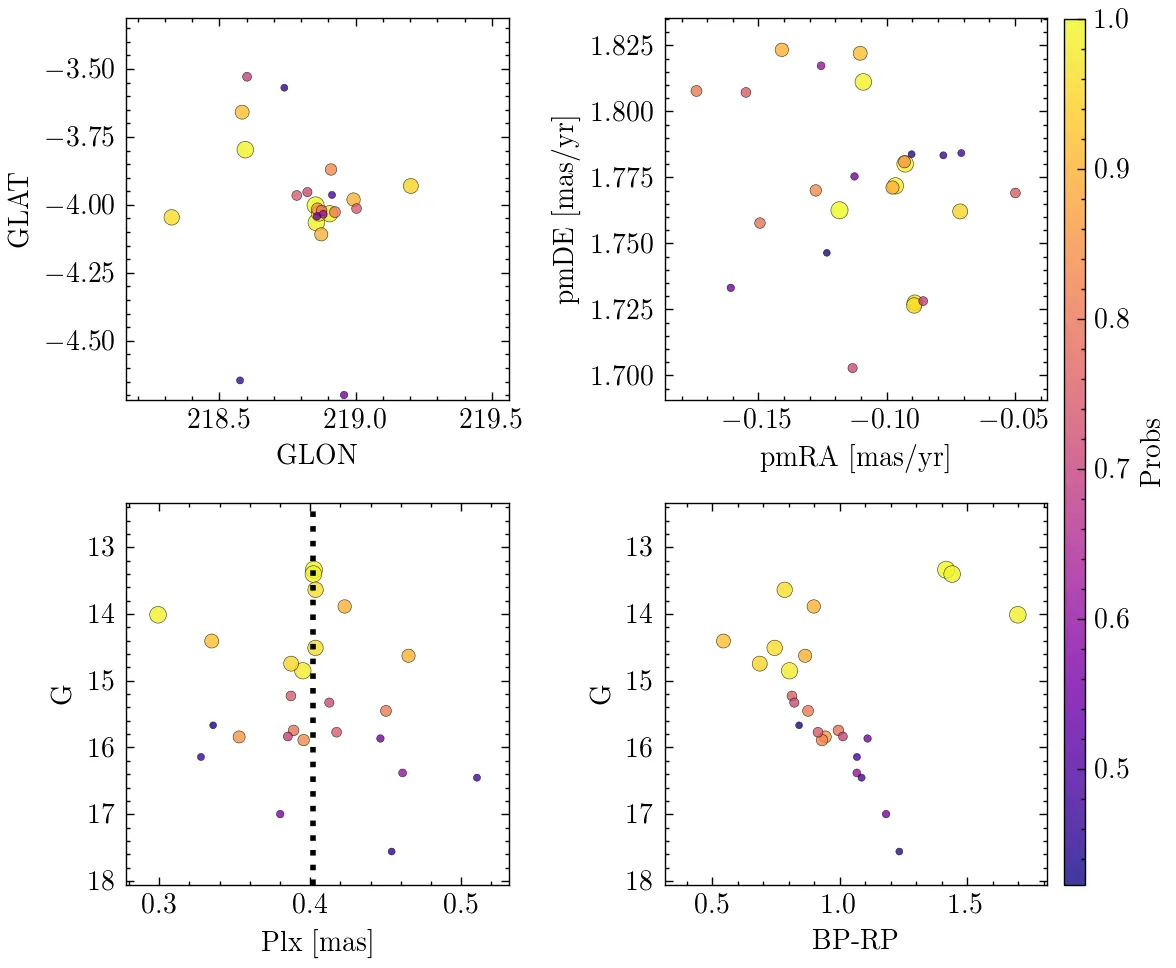 −3.50
−3.75
−4.00
−4.25
−4.50
GLAT
218.5 219.0 219.5
GLON
1.825
1.800
1.775
1.750
1.725
1.700
pmDE [mas/yr]
−0.15 −0.10 −0.05
pmRA [mas/yr]
13
14
15
16
17
18
G
0.3 0.4 0.5
Plx [mas]
13
14
15
16
17
18
G
0.5 1.0 1.5
BP-RP
1.0
0.9
0.8
0.7
0.6
0.5
Probs